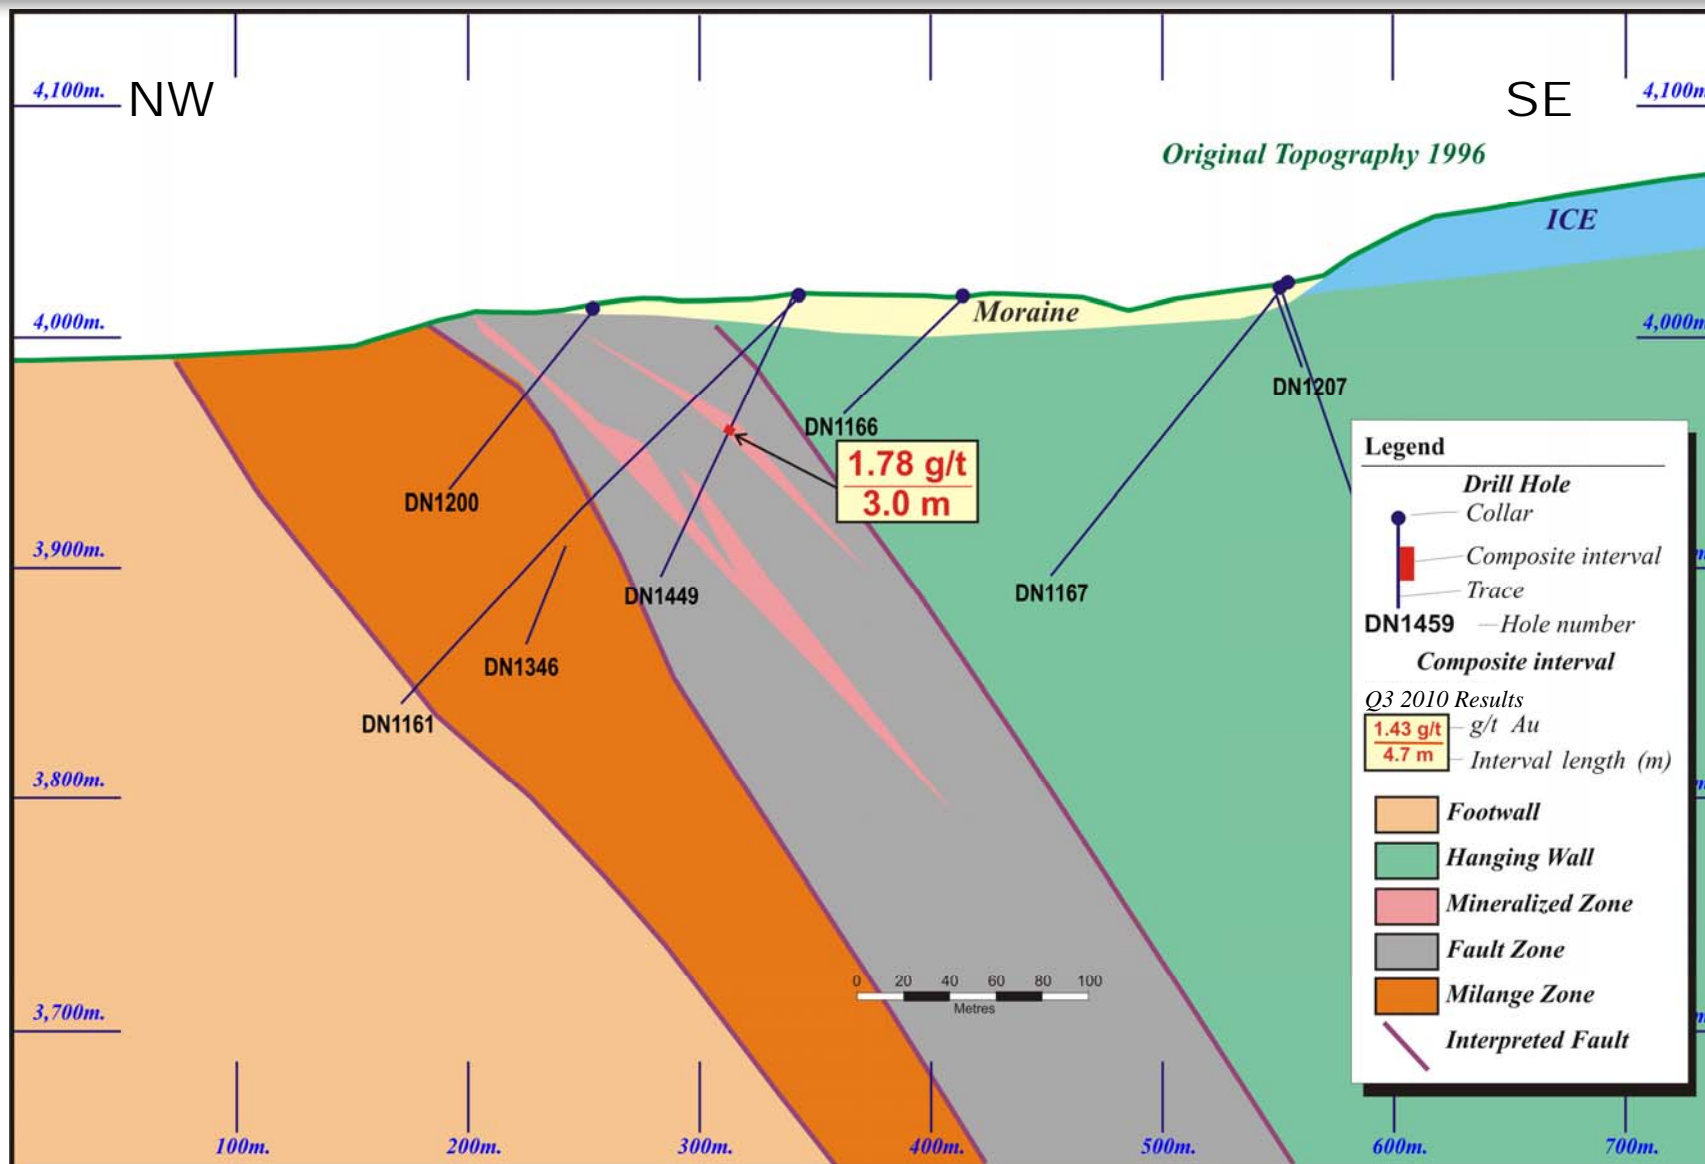 4,100m.
NW
SE
4,100m
Original Topography 1996
ICE
4,000m.
Moraine
4,000m
DN1207
DN1166
1.78 g/t
3.0 m
DN1200
3,900m.
DN1449
DN1167
DN1346
DN1161
3,800m.
3,700m.
0 20 40 60 80 100
Metres
100m. 200m. 300m. 400m. 500m. 600m. 700m.
Legend
Drill Hole
Collar
Composite interval
Trace
DN1459 Hole number
Composite interval
Q3 2010 Results
1.43 g/t
4.7 m
g/t Au
Interval length (m)
Footwall
Hanging Wall
Mineralized Zone
Fault Zone
Milange Zone
Interpreted Fault